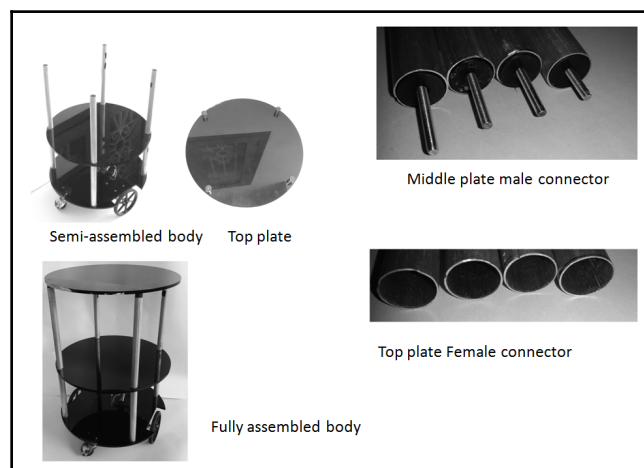 Middle plate male connector
Semi-assembled body
Top plate
Top plate Female connector
Fully assembled body